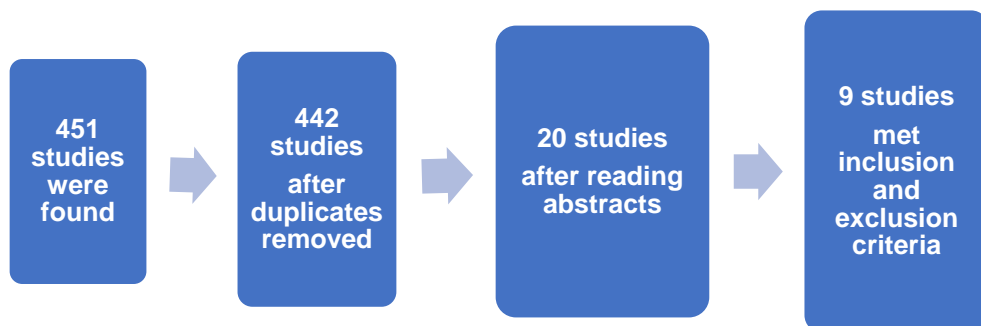 451
studies
were
found
442
studies
after
duplicates
removed
20 studies
after reading
abstracts
9 studies
met
inclusion
and
exclusion
criteria